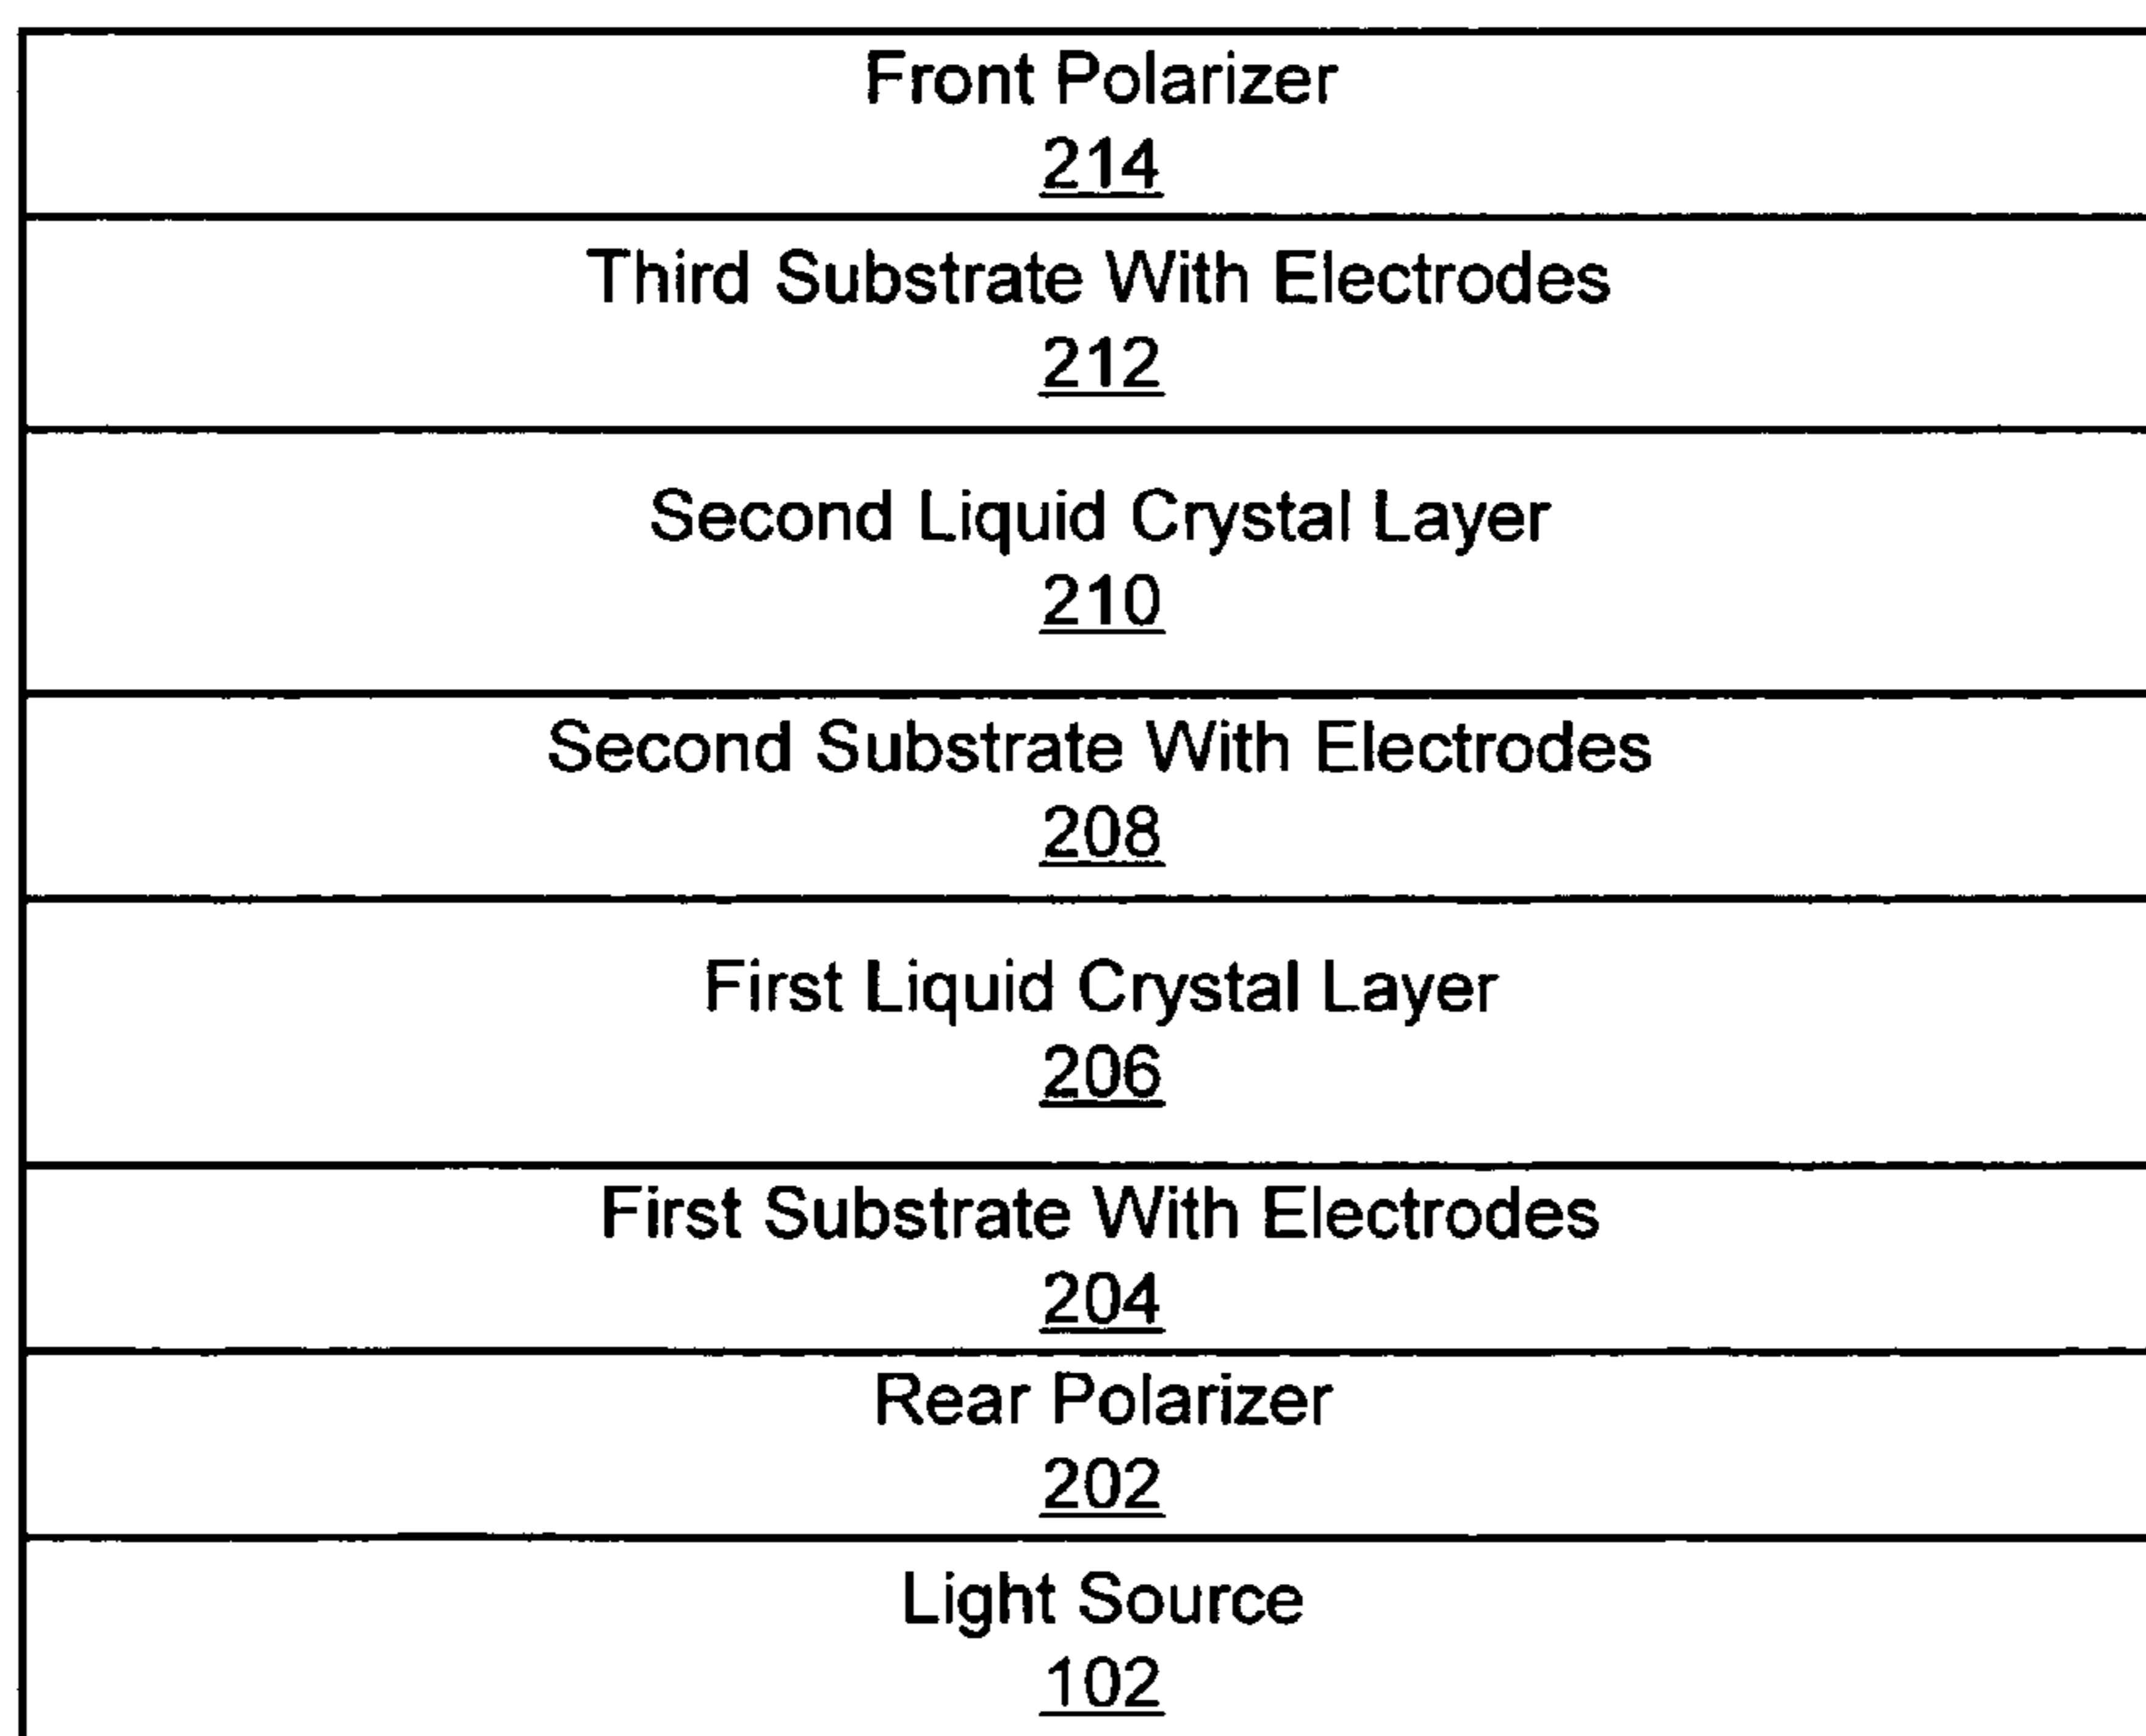 Front Polarizer
214
Third Substrate With Electrodes
212
Second Liquid Crystal Layer
210
Second Substrate With Electrodes
208
First Liquid Crystal Layer
206
First Substrate With Electrodes
204
Rear Polarizer
202
Light Source
102